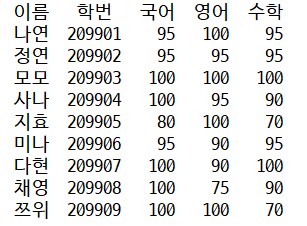 이름 학번 국어 영어 수학
나연 209901 95 100 95
정연 209902 95 95 95
모모 209903 100 100 100
사나 209904 100 95 90
지효 209905 80 100 70
미나 209906 95 90 95
다현 209907 100 90 100
채영 209908 100 75 90
쯔위 209909 100 100 70